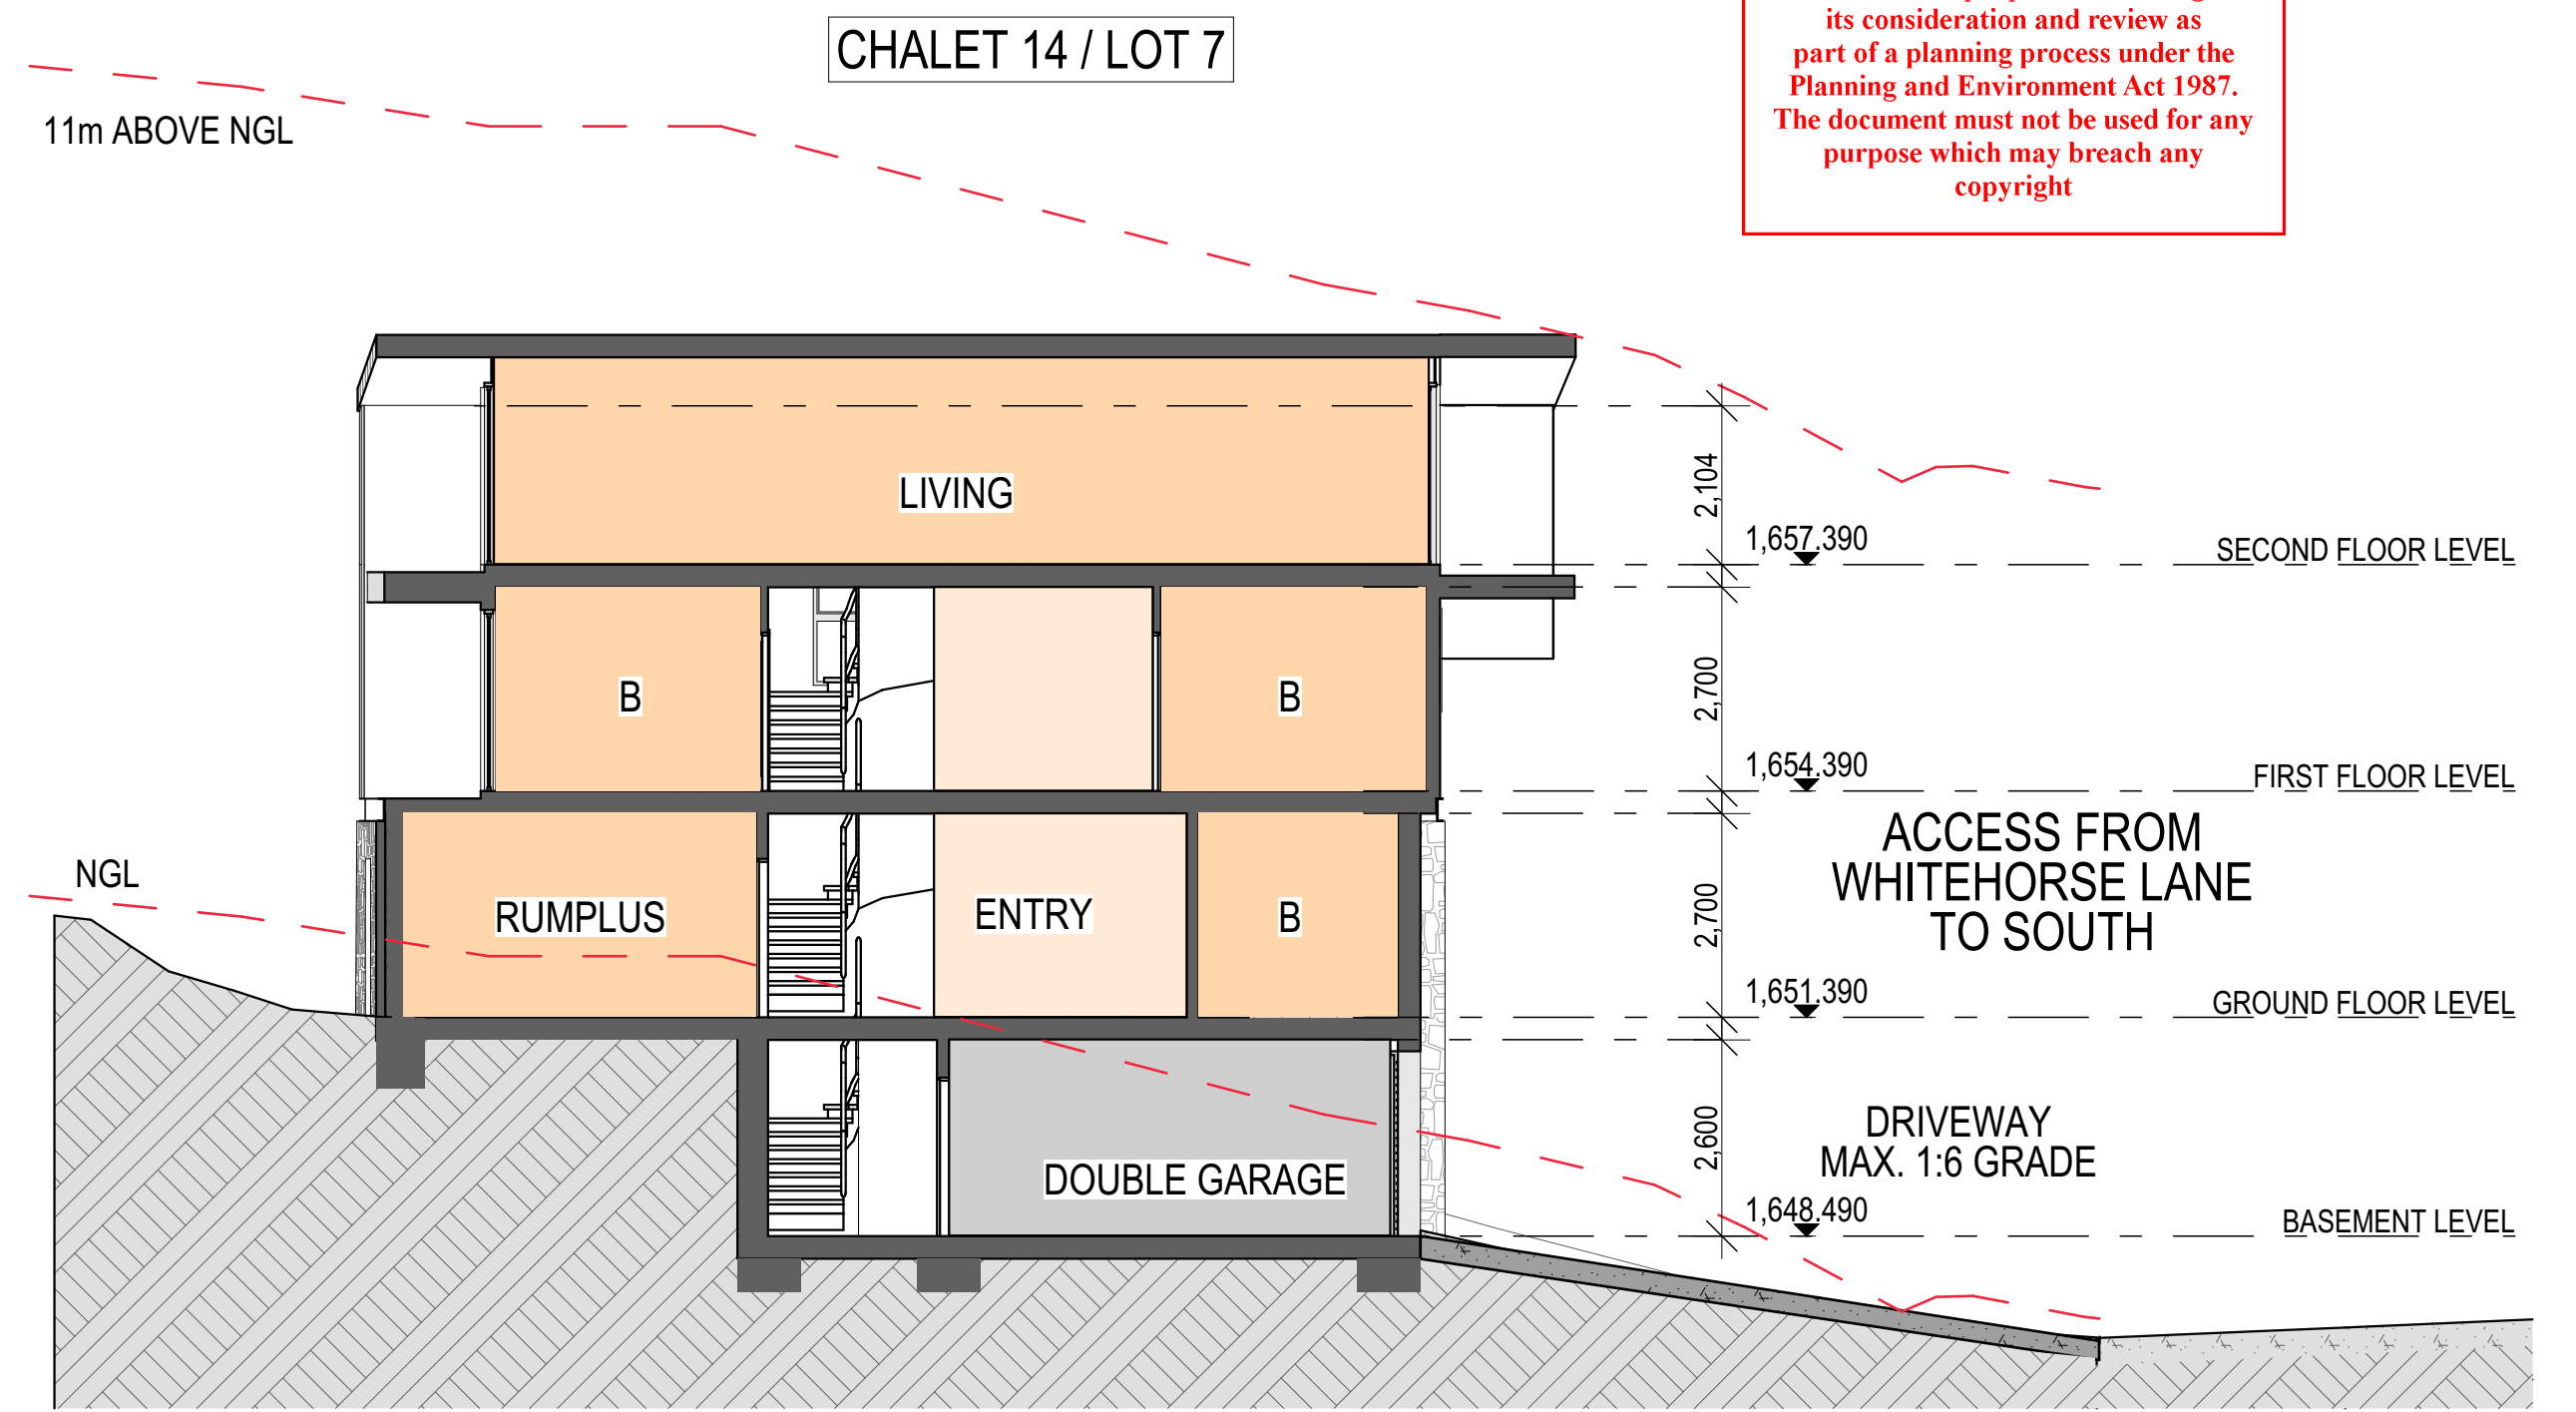 CHALET 14 / LOT 7
its consideration and review as
part of a planning process under the
Planning and Environment Act 1987.
The document must not be used for any
purpose which may breach any
copyright
11m ABOVE NGL
LIVING
2,104
1,657.390
SECOND FLOOR LEVEL
B
B
2,700
1,654.390
FIRST FLOOR LEVEL
NGL
RUMPLUS
ENTRY
B
2,700
ACCESS FROM
WHITEHORSE LANE
TO SOUTH
1,651.390
GROUND FLOOR LEVEL
DOUBLE GARAGE
2,600
DRIVEWAY
MAX. 1:6 GRADE
1,648.490
BASEMENT LEVEL